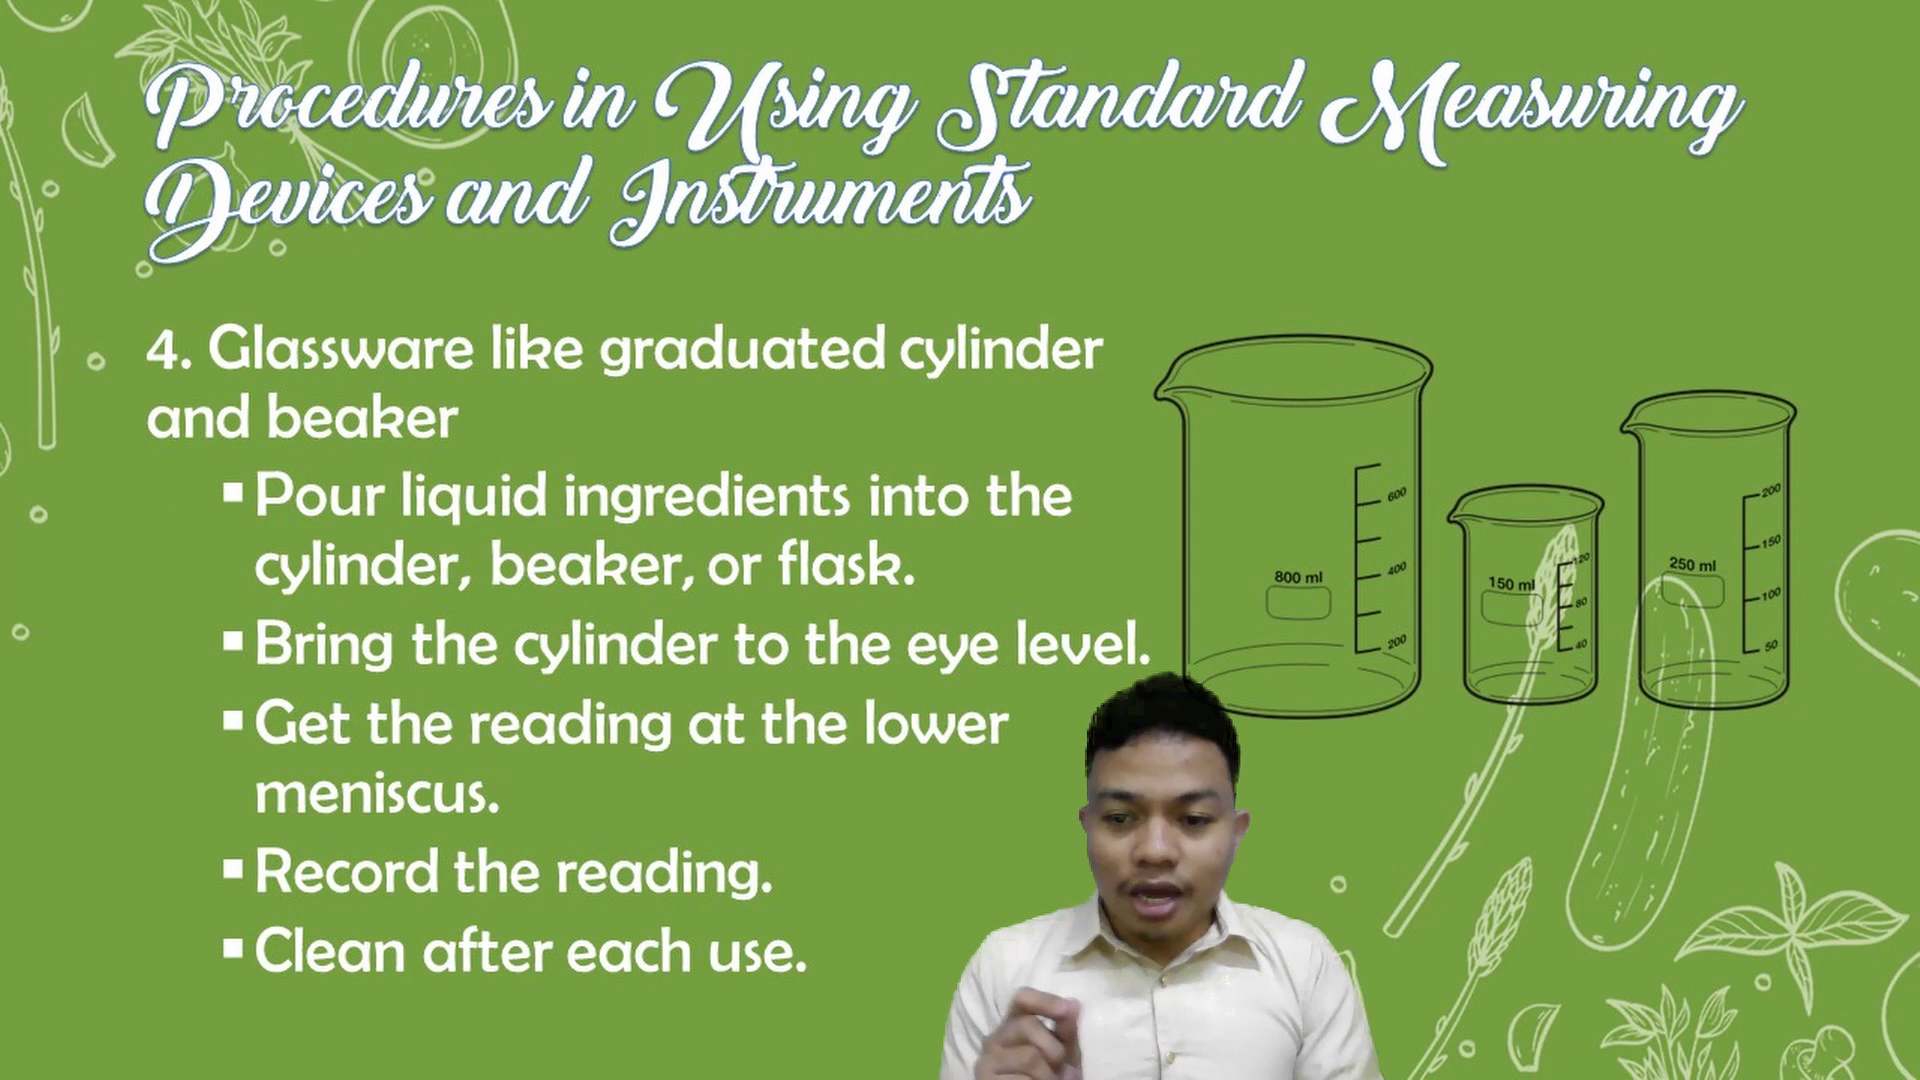 Procedures in Using Standard Measuring
Devices and Instruments
4. Glassware like graduated cylinder
and beaker
▪ Pour liquid ingredients into the
cylinder, beaker, or flask.
▪ Bring the cylinder to the eye level.
▪ Get the reading at the lower
meniscus.
▪ Record the reading.
▪ Clean after each use.
800 ml
600
400
200
150 ml
120
80
40
250 ml
200
150
100
50